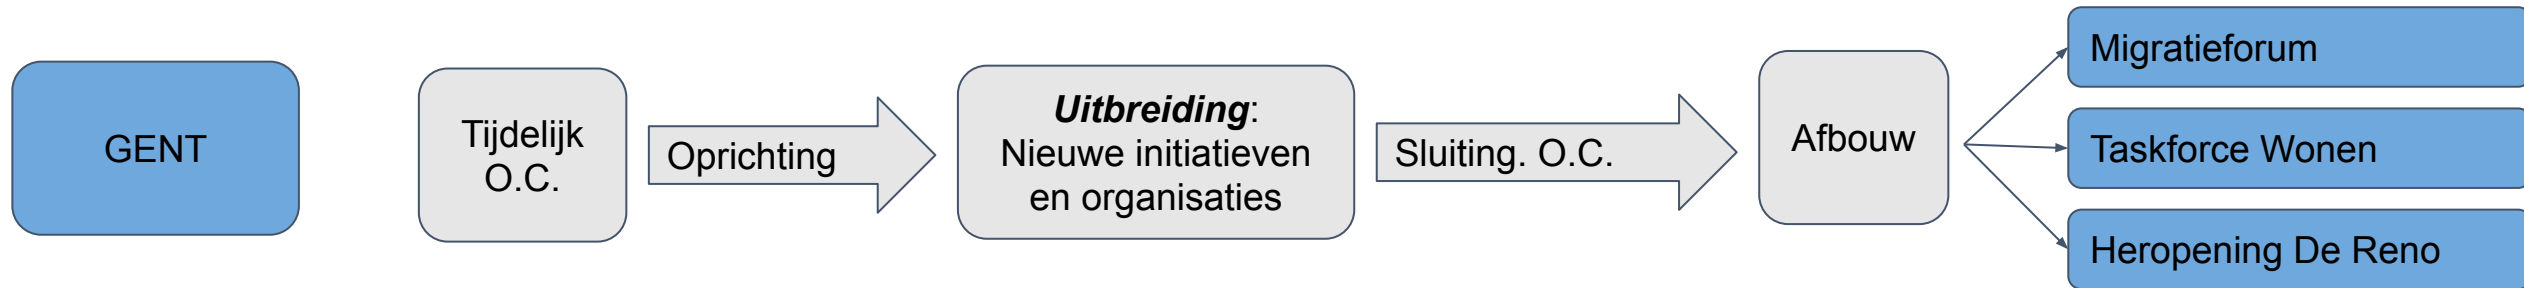 GENT
Tijdelijk
O.C.
Oprichting
Uitbreiding:
Nieuwe initiatieven
en organisaties
Sluiting. O.C.
Afbouw
Migratieforum
Taskforce Wonen
Heropening De Reno